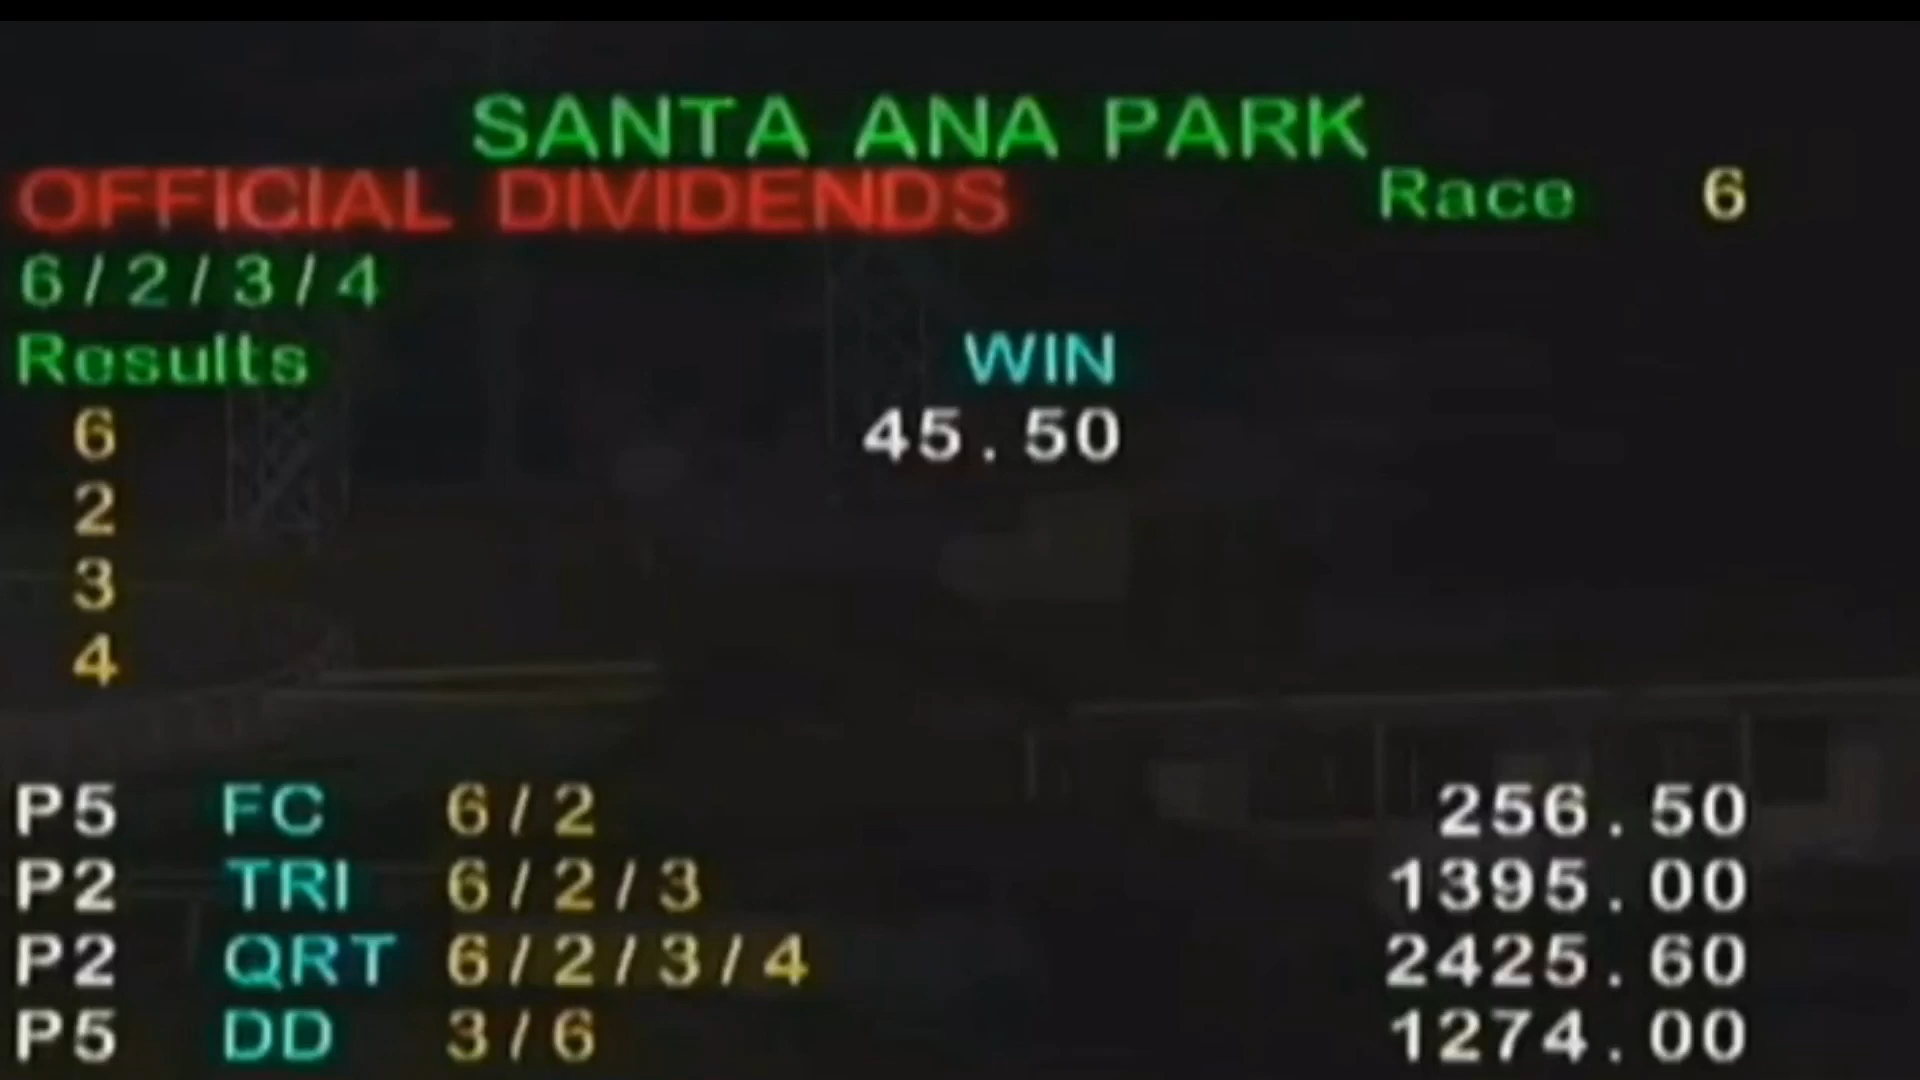 SANTA ANA PARK
OFFICIAL DIVIDENDS Race 6
6/2/3/4
Results WIN
6 45.50
2
3
4
P5 FC 6/2 256.50
P2 TRI 6/2/3 1395.00
P2 QRT 6/2/3/4 2425.60
P5 DD 3/6 1274.00